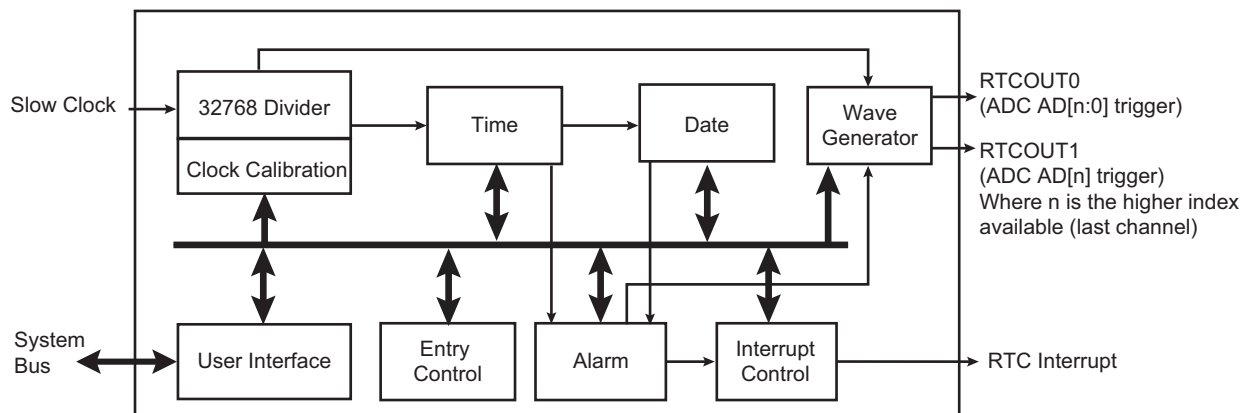 Slow Clock
32768 Divider
Clock Calibration
Time
Date
Wave
Generator
RTCOUT0
(ADC AD[n:0] trigger)
RTCOUT1
(ADC AD[n] trigger)
Where n is the higher index
available (last channel)
System
Bus
User Interface
Entry
Control
Alarm
Interrupt
Control
RTC Interrupt